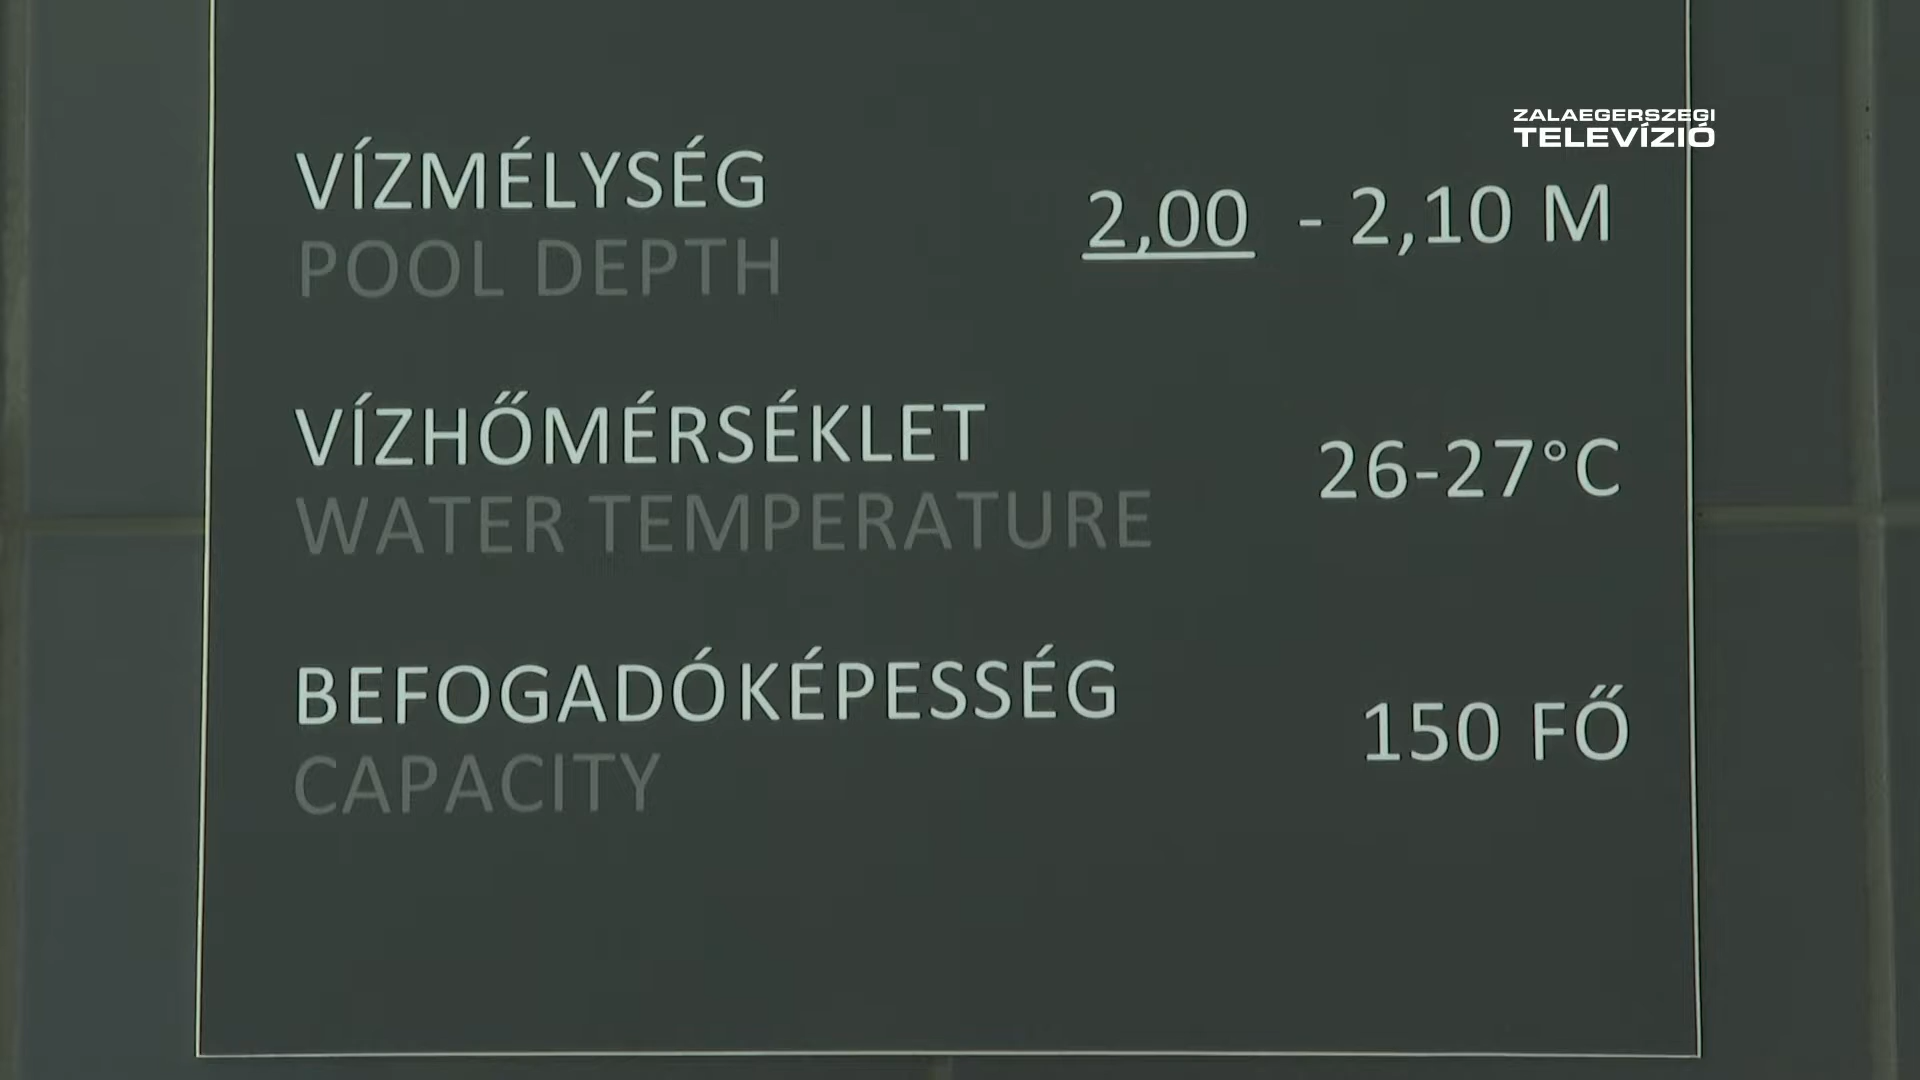 ZALAEGERSZEGI
TELEVÍZIÓ
VÍZMÉLYSÉG
POOL DEPTH
2,00 - 2,10 M
VÍZHŐMÉRSÉKLET
WATER TEMPERATURE
26-27°C
BEFOGADÓKÉPESSÉG
CAPACITY
150 FŐ